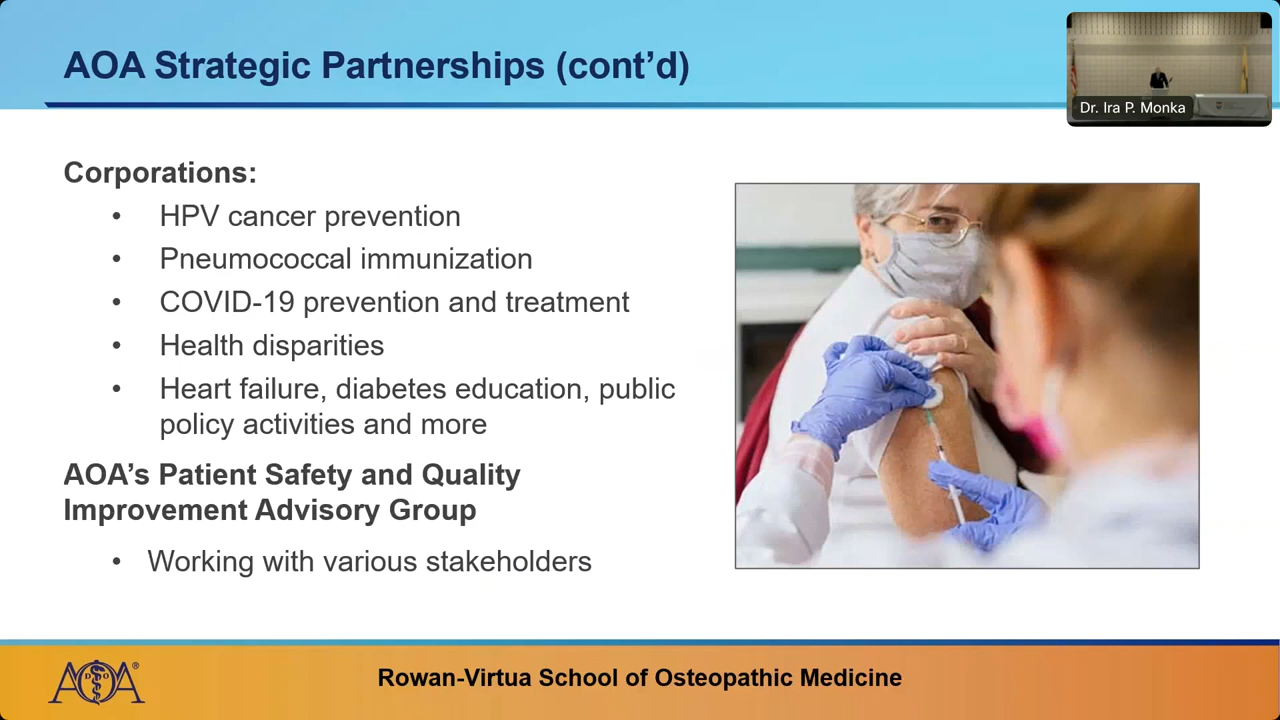 AOA Strategic Partnerships (cont’d)
Dr. Ira P. Monka
Corporations:
• HPV cancer prevention
• Pneumococcal immunization
• COVID-19 prevention and treatment
• Health disparities
• Heart failure, diabetes education, public
policy activities and more
AOA’s Patient Safety and Quality
Improvement Advisory Group
• Working with various stakeholders
AOA®
D O
Rowan-Virtua School of Osteopathic Medicine